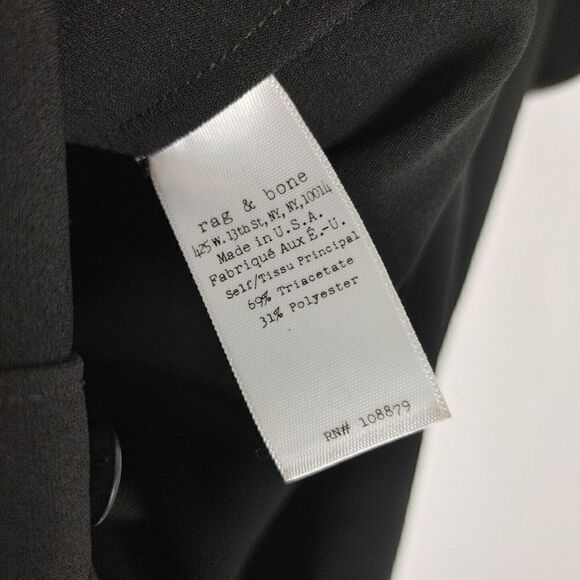 rag & bone
425 W. 13th St, NY, NY, 10014
Made in U.S.A.
Fabriqué Aux É.-U.
Self/Tissu Principal
69% Triacetate
31% Polyester
RN# 108879